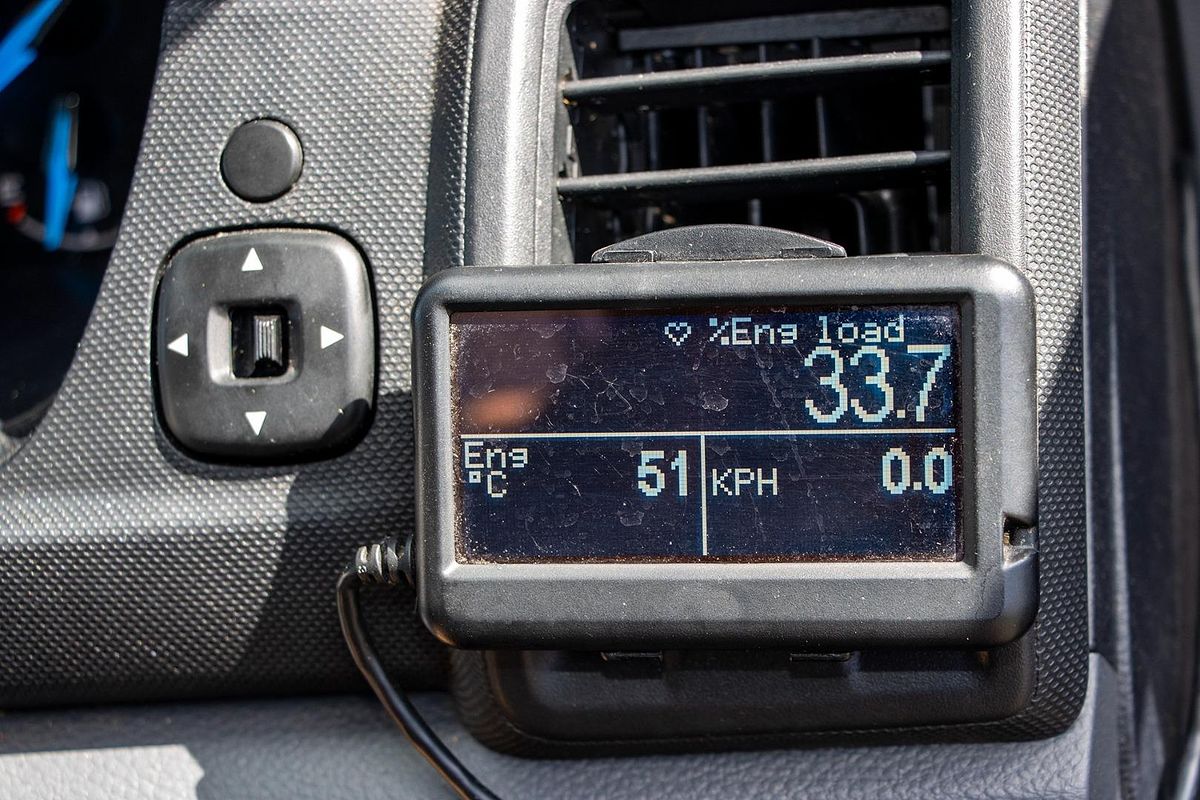 ♡ %Eng load
33.7
Eng
°C 51
KPH 0.0
E